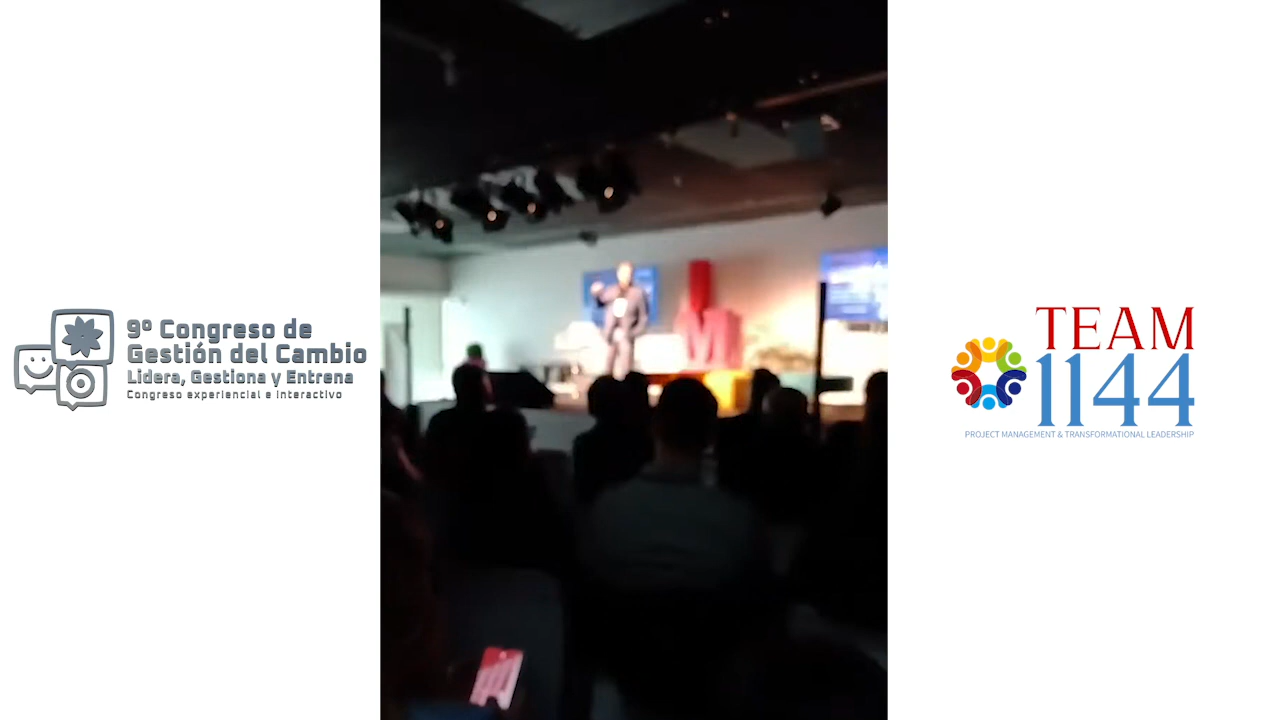 9º Congreso de
Gestión del Cambio
Lidera, Gestiona y Entrena
Congreso experiencial e interactivo
TEAM
1144
PROJECT MANAGEMENT & TRANSFORMATIONAL LEADERSHIP